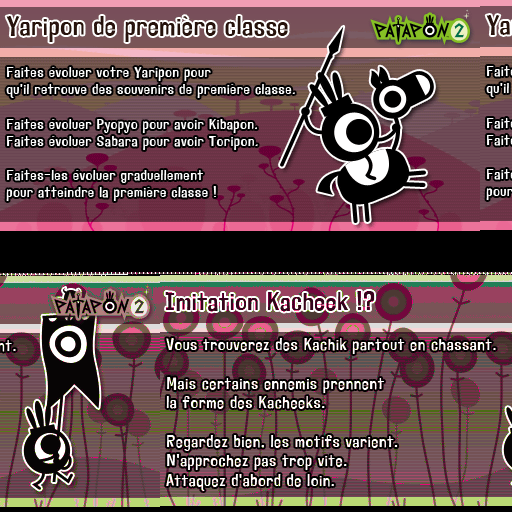 Yaripon de première classe
PATAPON 2
Ya
Faites évoluer votre Yaripon pour
qu'il retrouve des souvenirs de première classe.
Fait
qu'il
Faites évoluer Pyopyo pour avoir Kibapon.
Faites évoluer Sabara pour avoir Toripon.
Fait
Fait
Faites-les évoluer graduellement
pour atteindre la première classe !
Fait
pour
PATAPON 2
Imitation Kacheek !?
nt.
Vous trouverez des Kachik partout en chassant.
Mais certains ennemis prennent
la forme des Kacheeks.
Regardez bien, les motifs varient.
N'approchez pas trop vite.
Attaquez d'abord de loin.